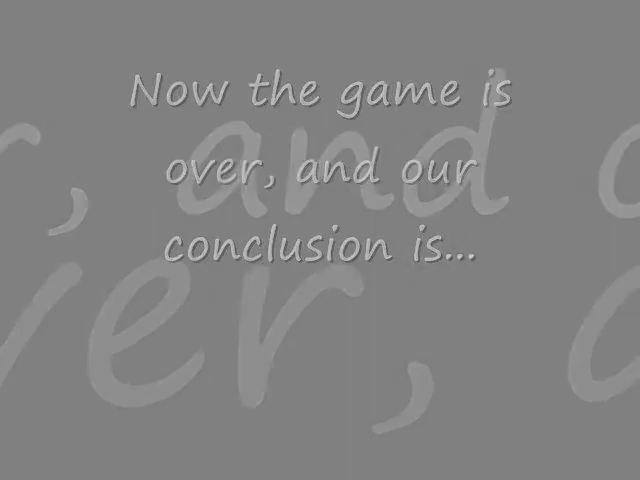 Now the game is
over, and our
conclusion is...